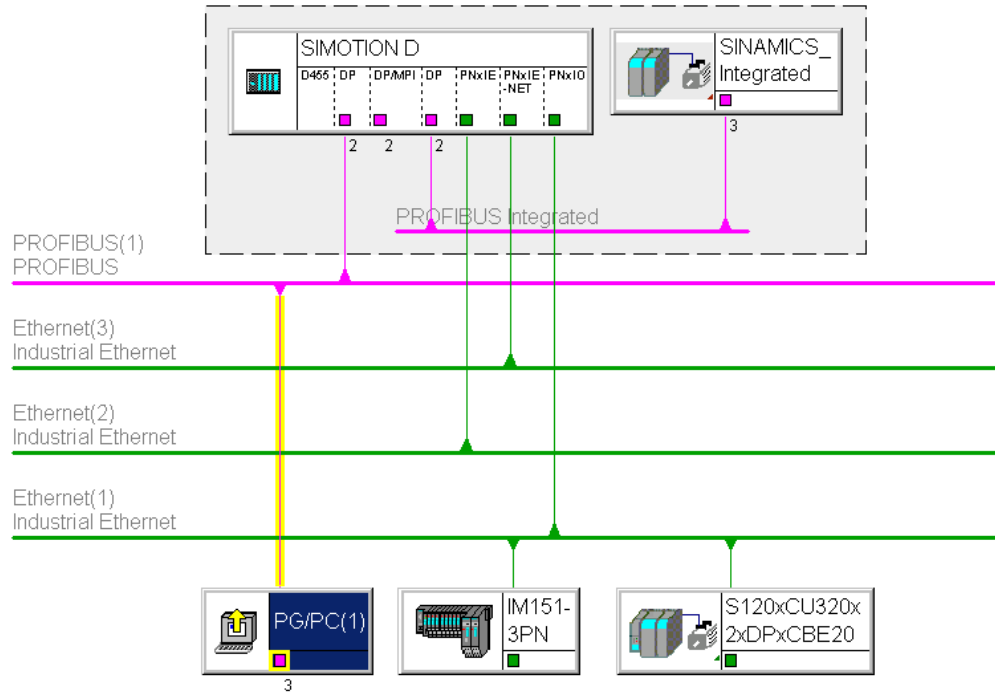 SIMOTION D
D455 DP DP/MPI DP PNxIE PNxIE-NET PNxIO
2 2 2
SINAMICS_
Integrated
3
PROFIBUS Integrated
PROFIBUS(1)
PROFIBUS
Ethernet(3)
Industrial Ethernet
Ethernet(2)
Industrial Ethernet
Ethernet(1)
Industrial Ethernet
PG/PC(1)
3
IM151-
3PN
S120xCU320x
2xDPxCBE20